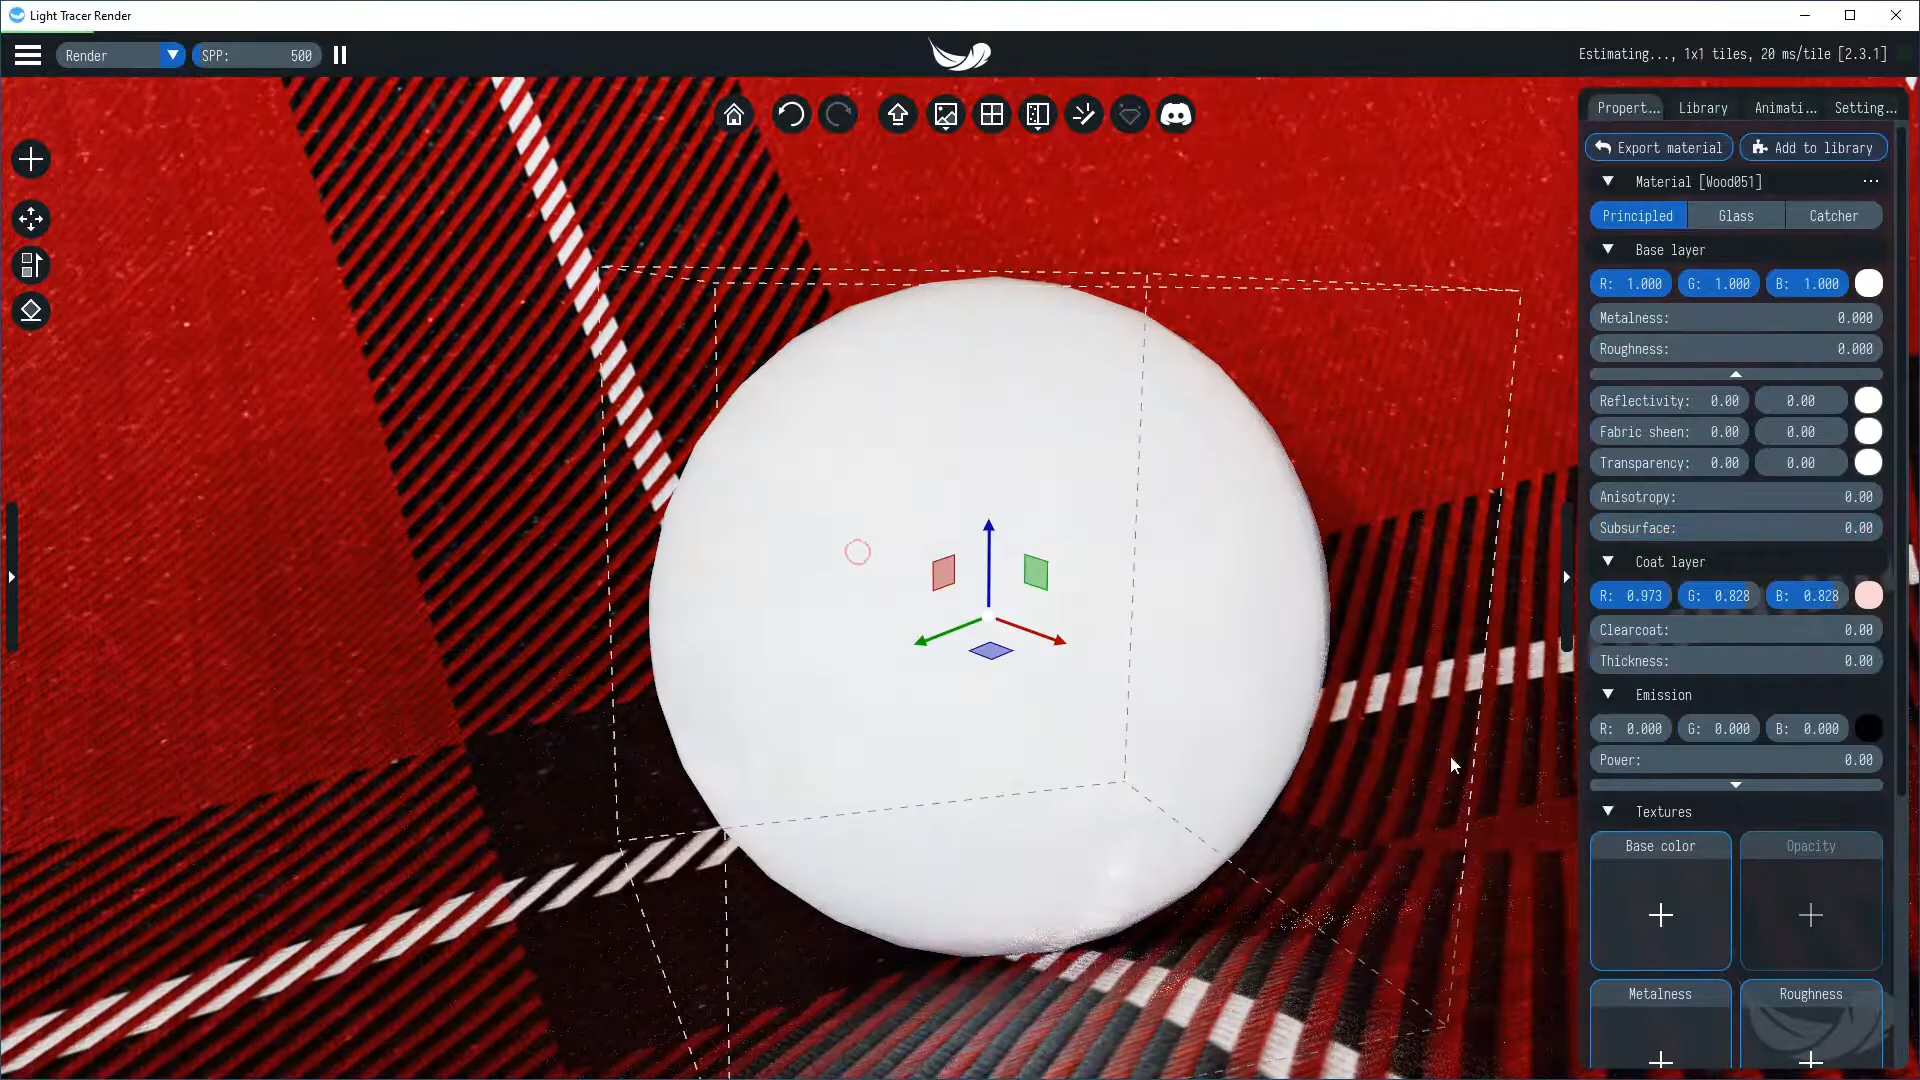 Light Tracer Render
Render SPP: 500 Estimating..., 1x1 tiles, 20 ms/tile [2.3.1]
Propert... Library Animati... Setting...
Export material Add to library
Material [Wood051] ...
Principled Glass Catcher
Base layer
R: 1.000 G: 1.000 B: 1.000
Metalness: 0.000
Roughness: 0.000
Reflectivity: 0.00 0.00
Fabric sheen: 0.00 0.00
Transparency: 0.00 0.00
Anisotropy: 0.00
Subsurface: 0.00
Coat layer
R: 0.973 G: 0.828 B: 0.828
Clearcoat: 0.00
Thickness: 0.00
Emission
R: 0.000 G: 0.000 B: 0.000
Power: 0.00
Textures
Base color Opacity
Metalness Roughness